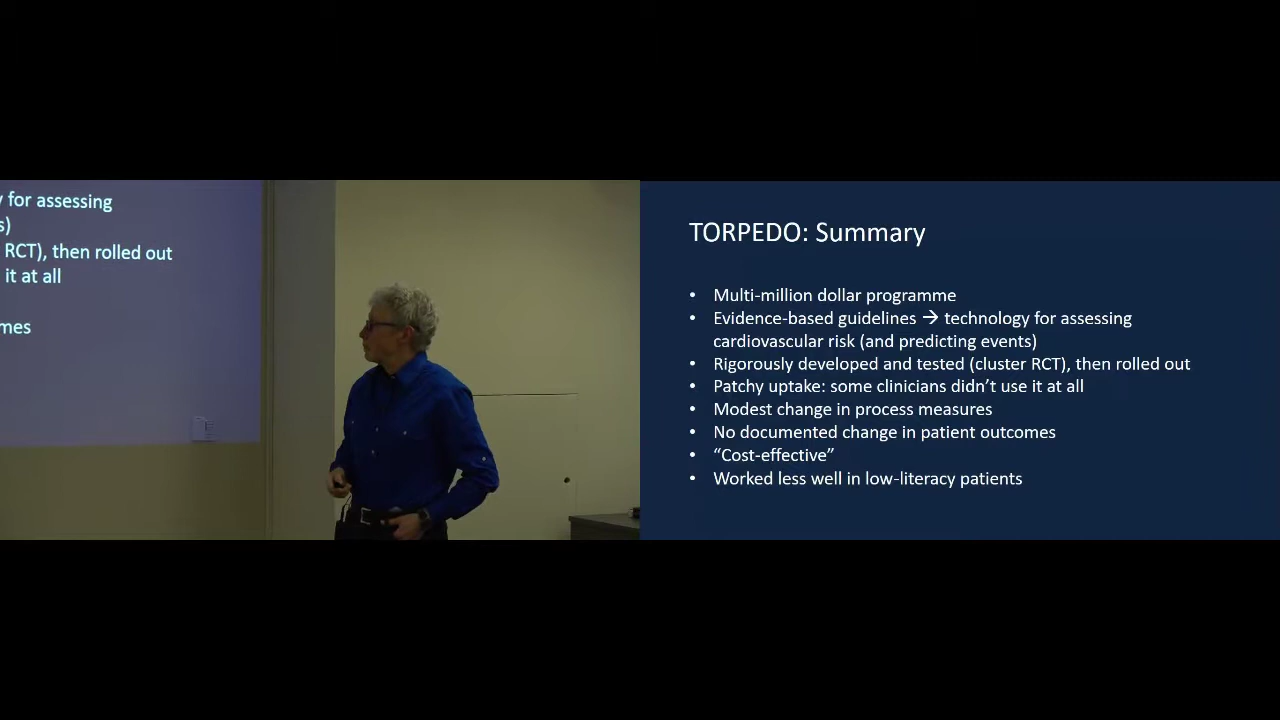 y for assessing
s)
RCT), then rolled out
it at all
mes
TORPEDO: Summary
• Multi-million dollar programme
• Evidence-based guidelines → technology for assessing
cardiovascular risk (and predicting events)
• Rigorously developed and tested (cluster RCT), then rolled out
• Patchy uptake: some clinicians didn't use it at all
• Modest change in process measures
• No documented change in patient outcomes
• “Cost-effective”
• Worked less well in low-literacy patients